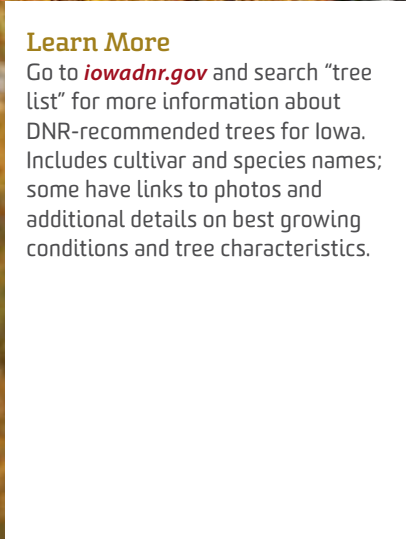 Learn More
Go to iowadnr.gov and search “tree
list” for more information about
DNR-recommended trees for Iowa.
Includes cultivar and species names;
some have links to photos and
additional details on best growing
conditions and tree characteristics.